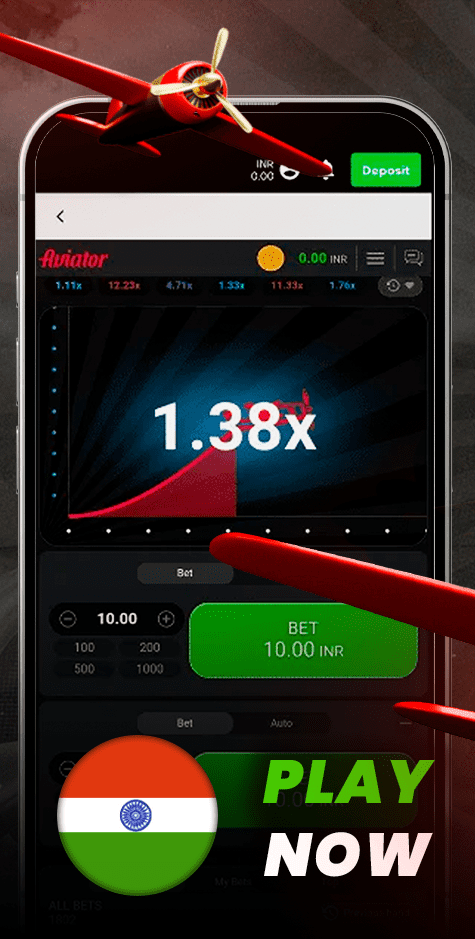 INR
0.00
Deposit
Aviator
0.00 INR
1.11x 12.23x 4.71x 1.33x 11.33x 1.76x
1.38x
Bet
10.00
BET
10.00 INR
100 200
500 1000
Bet Auto
PLAY
NOW
My Bets
ALL BETS